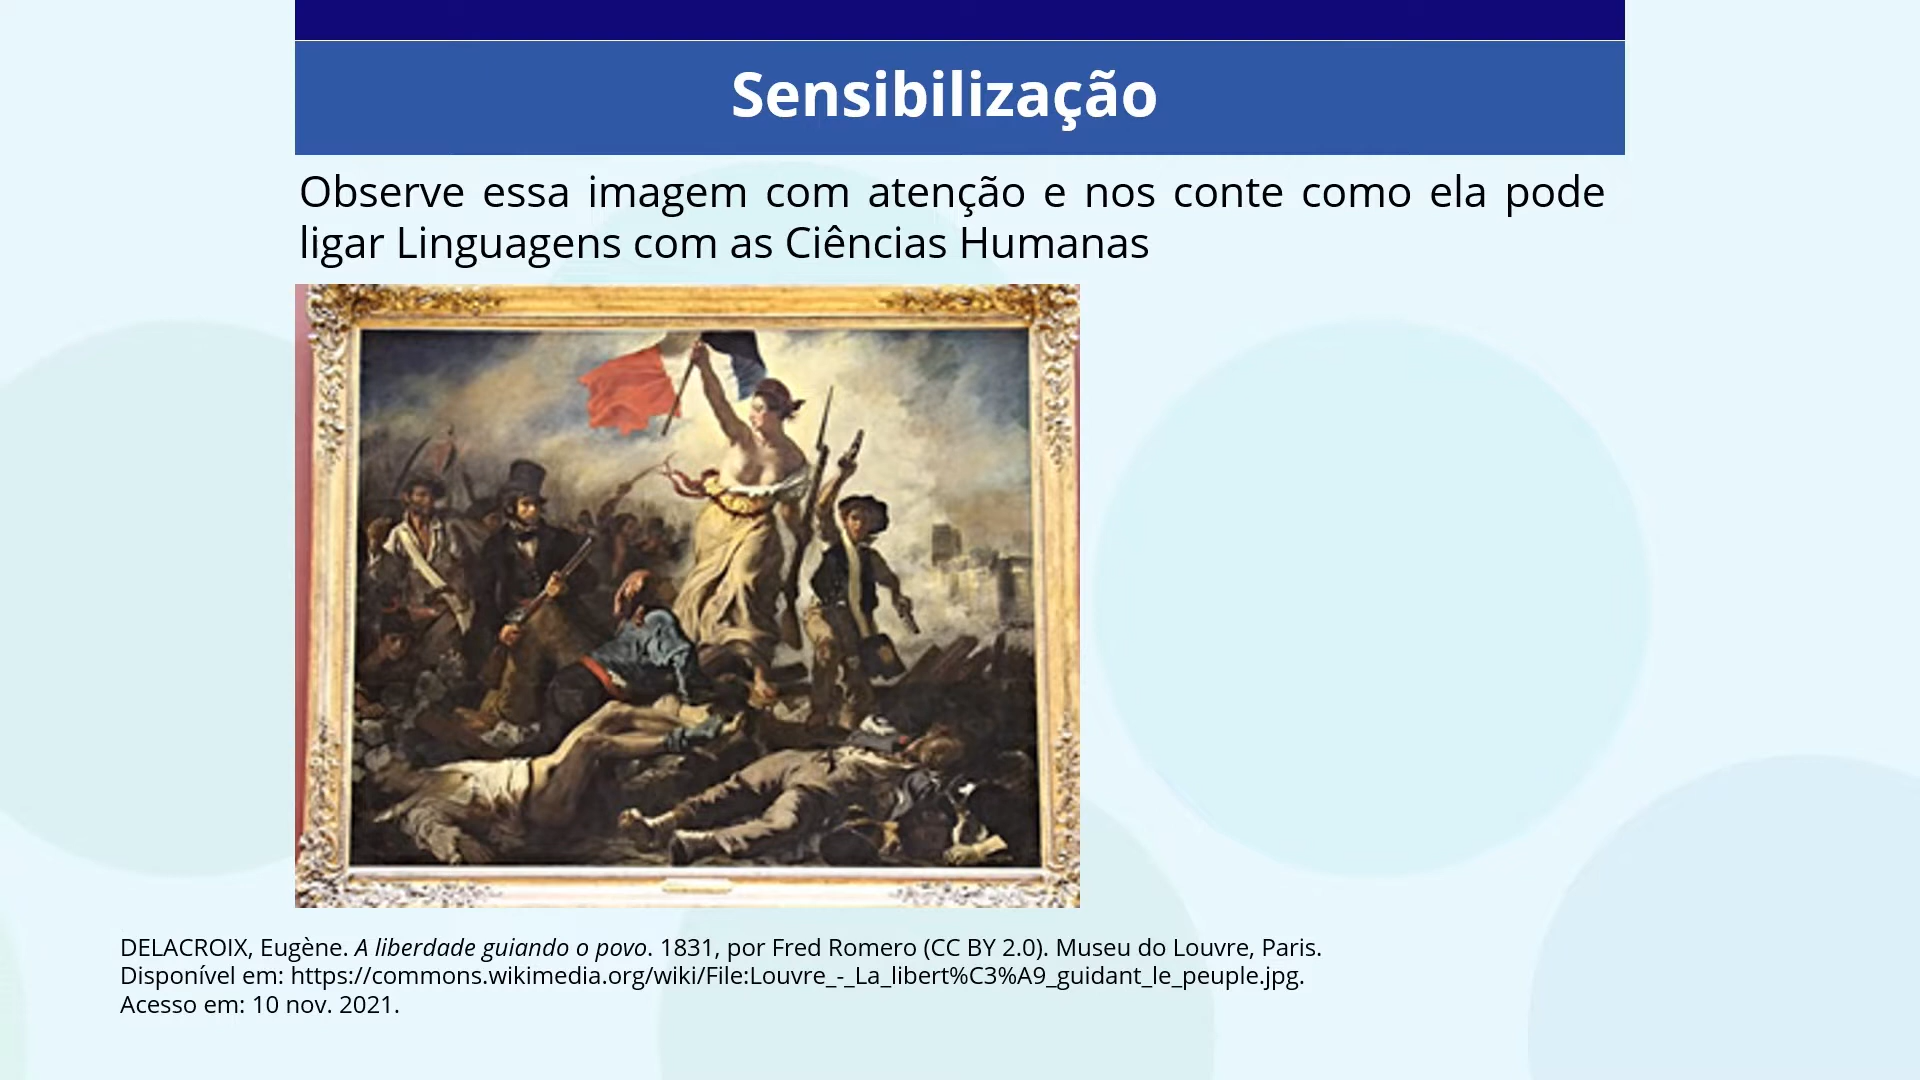 Sensibilização
Observe essa imagem com atenção e nos conte como ela pode
ligar Linguagens com as Ciências Humanas
DELACROIX, Eugène. A liberdade guiando o povo. 1831, por Fred Romero (CC BY 2.0). Museu do Louvre, Paris.
Disponível em: https://commons.wikimedia.org/wiki/File:Louvre_-_La_libert%C3%A9_guidant_le_peuple.jpg.
Acesso em: 10 nov. 2021.